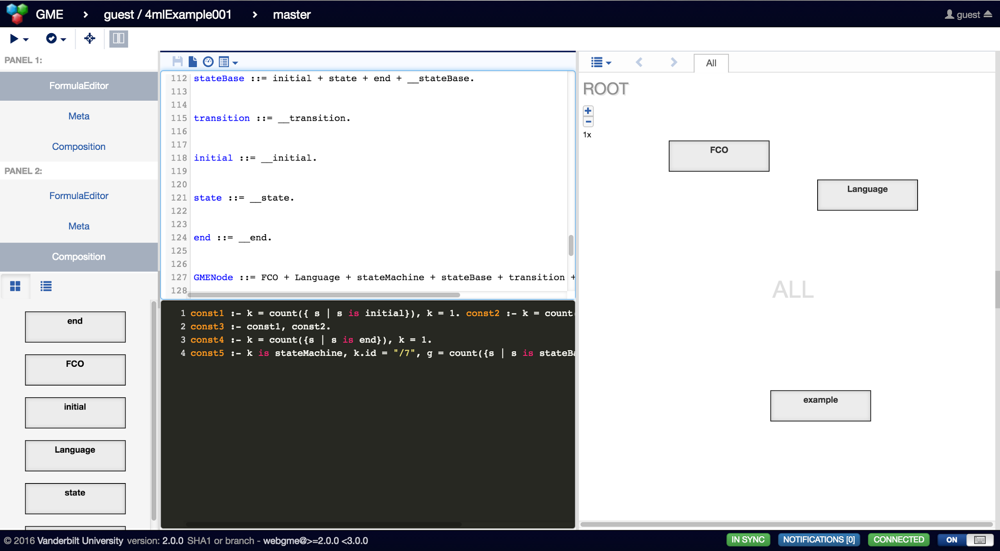 GME > guest / 4mlExample001 > master
guest
PANEL 1:
FormulaEditor
Meta
Composition
PANEL 2:
FormulaEditor
Meta
Composition
end
FCO
initial
Language
state
112 stateBase ::= initial + state + end + __stateBase.
113
114
115 transition ::= __transition.
116
117
118 initial ::= __initial.
119
120
121 state ::= __state.
122
123
124 end ::= __end.
125
126
127 GMENode ::= FCO + Language + stateMachine + stateBase + transition +
128
1 const1 :- k = count({ s | s is initial}), k = 1. const2 :- k = count(
2 const3 :- const1, const2.
3 const4 :- k = count({s | s is end}), k = 1.
4 const5 :- k is stateMachine, k.id = "/7", g = count({s | s is stateBa
All
ROOT
+
-
1x
FCO
Language
ALL
example
© 2016 Vanderbilt University version: 2.0.0 SHA1 or branch - webgme@>=2.0.0 <3.0.0
IN SYNC
NOTIFICATIONS [0]
CONNECTED
ON